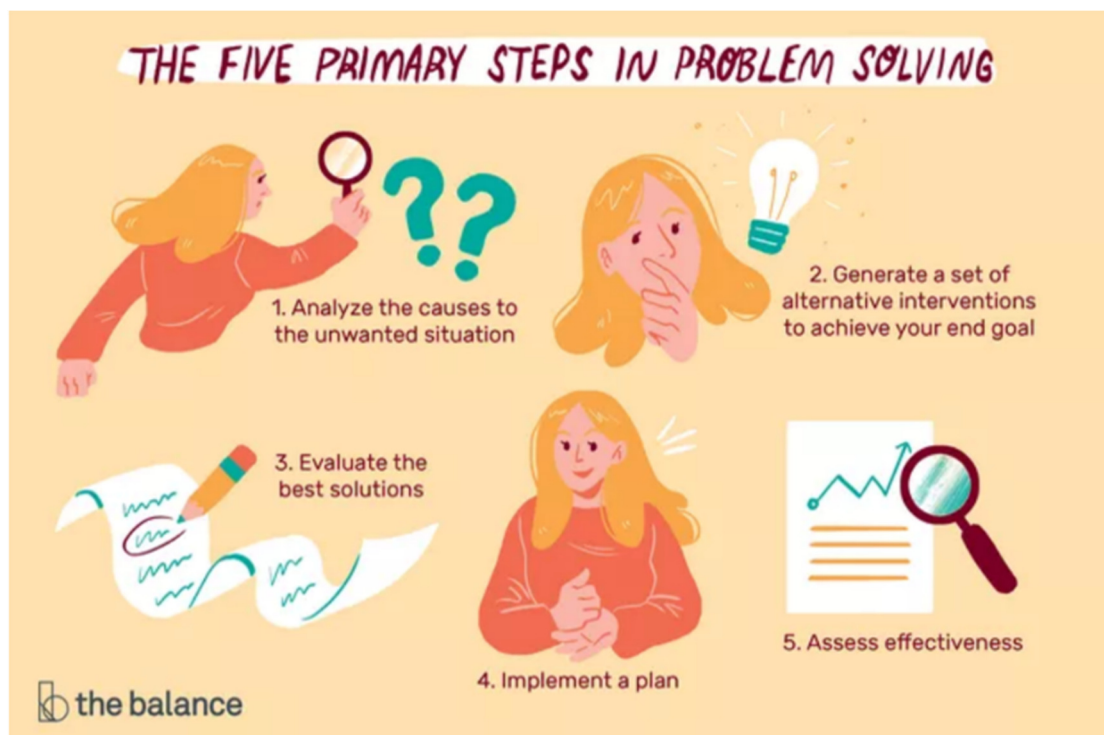 THE FIVE PRIMARY STEPS IN PROBLEM SOLVING
1. Analyze the causes to
the unwanted situation
2. Generate a set of
alternative interventions
to achieve your end goal
3. Evaluate the
best solutions
4. Implement a plan
5. Assess effectiveness
the balance